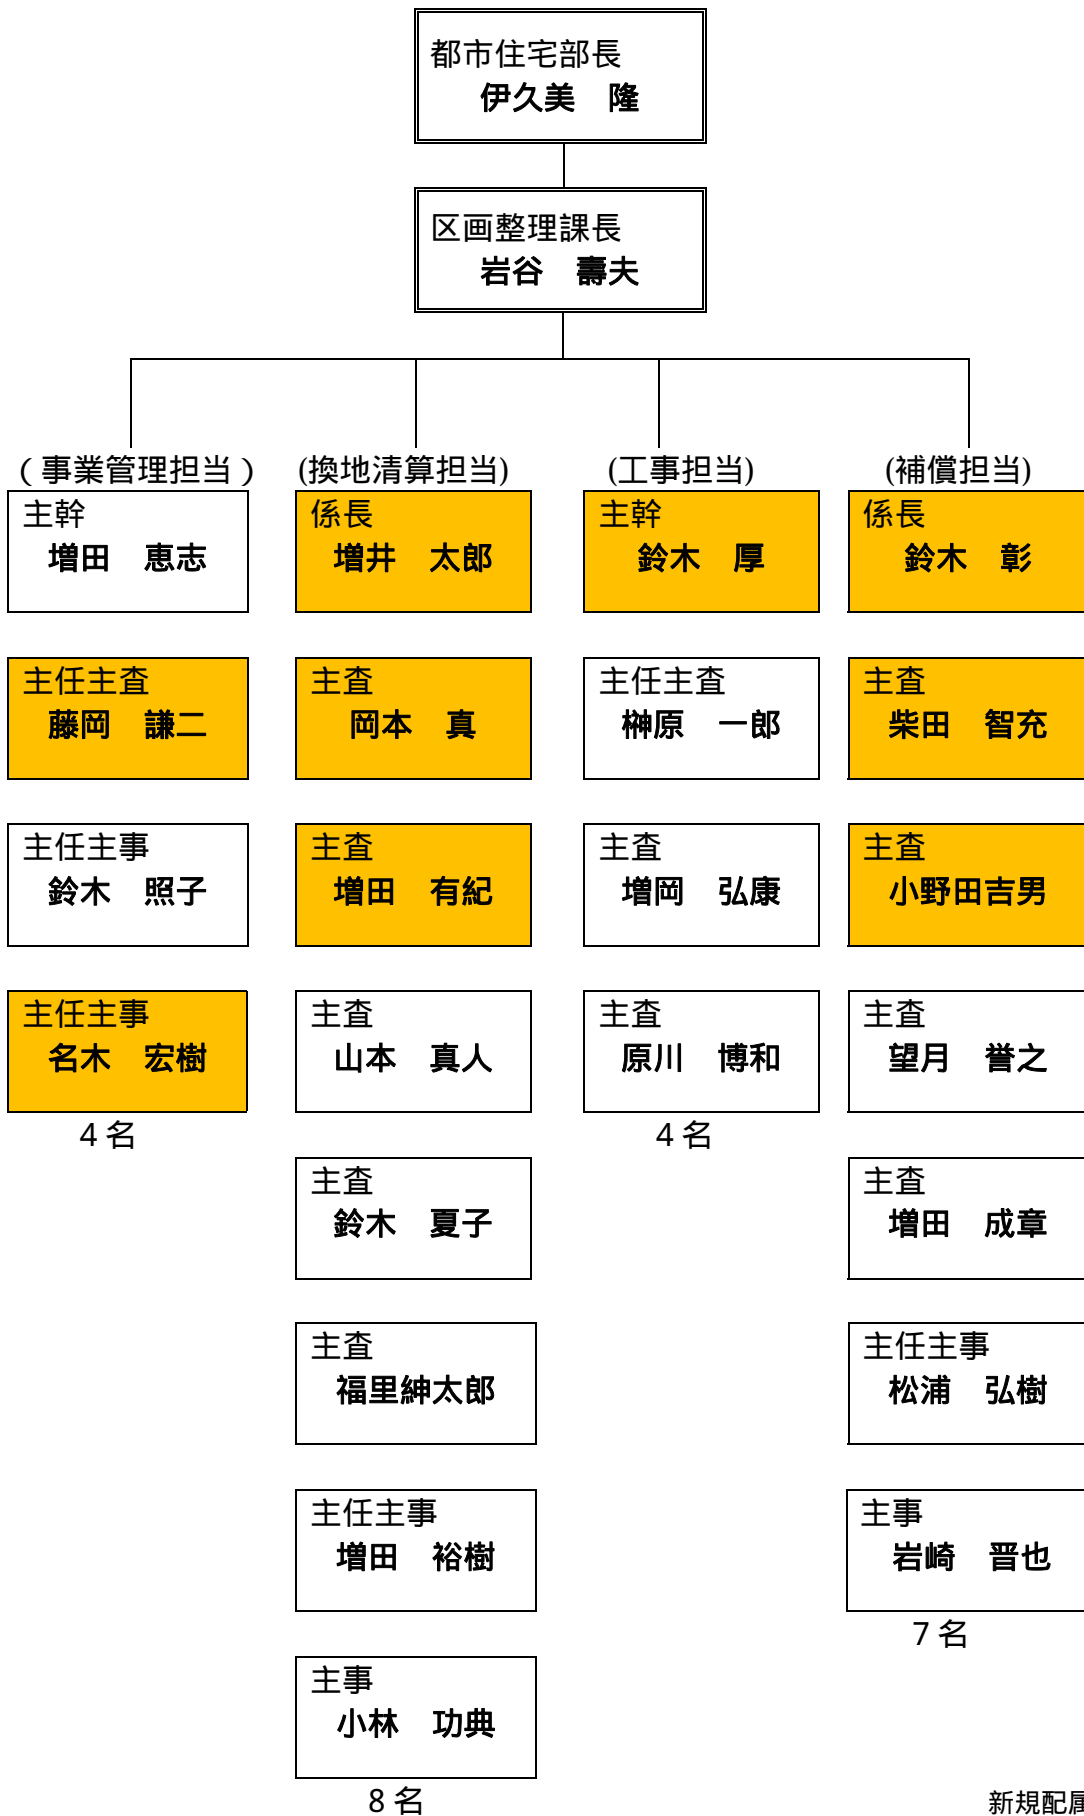 都市住宅部長
伊久美　隆
区画整理課長
岩谷　壽夫
（事業管理担当）
主幹
増田　恵志
主任主査
藤岡　謙二
主任主事
鈴木　照子
主任主事
名木　宏樹
4名
(換地清算担当)
係長
増井　太郎
主査
岡本　真
主査
増田　有紀
主査
山本　真人
主査
鈴木　夏子
主査
福里紳太郎
主任主事
増田　裕樹
主事
小林　功典
8名
(工事担当)
主幹
鈴木　厚
主任主査
榊原　一郎
主査
増岡　弘康
主査
原川　博和
4名
(補償担当)
係長
鈴木　彰
主査
柴田　智充
主査
小野田吉男
主査
望月　誉之
主査
増田　成章
主任主事
松浦　弘樹
主事
岩崎　晋也
7名
新規配属